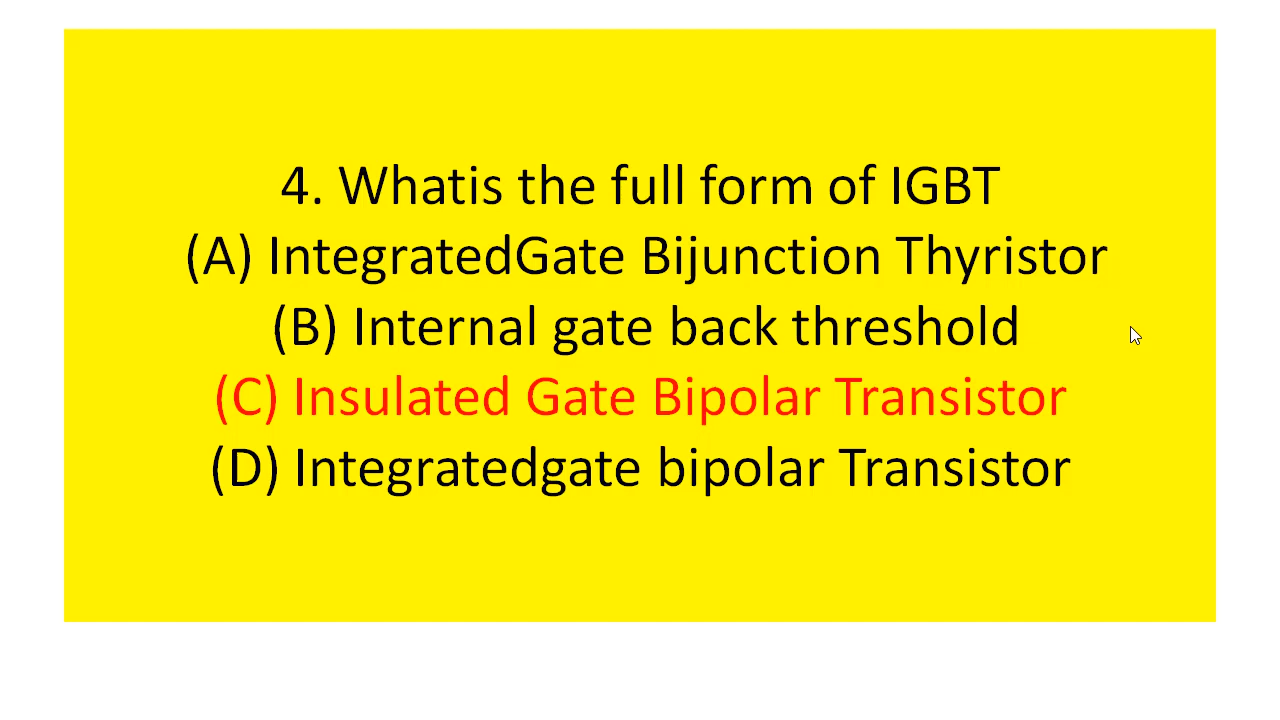 4. Whatis the full form of IGBT
(A) IntegratedGate Bijunction Thyristor
(B) Internal gate back threshold
(C) Insulated Gate Bipolar Transistor
(D) Integratedgate bipolar Transistor